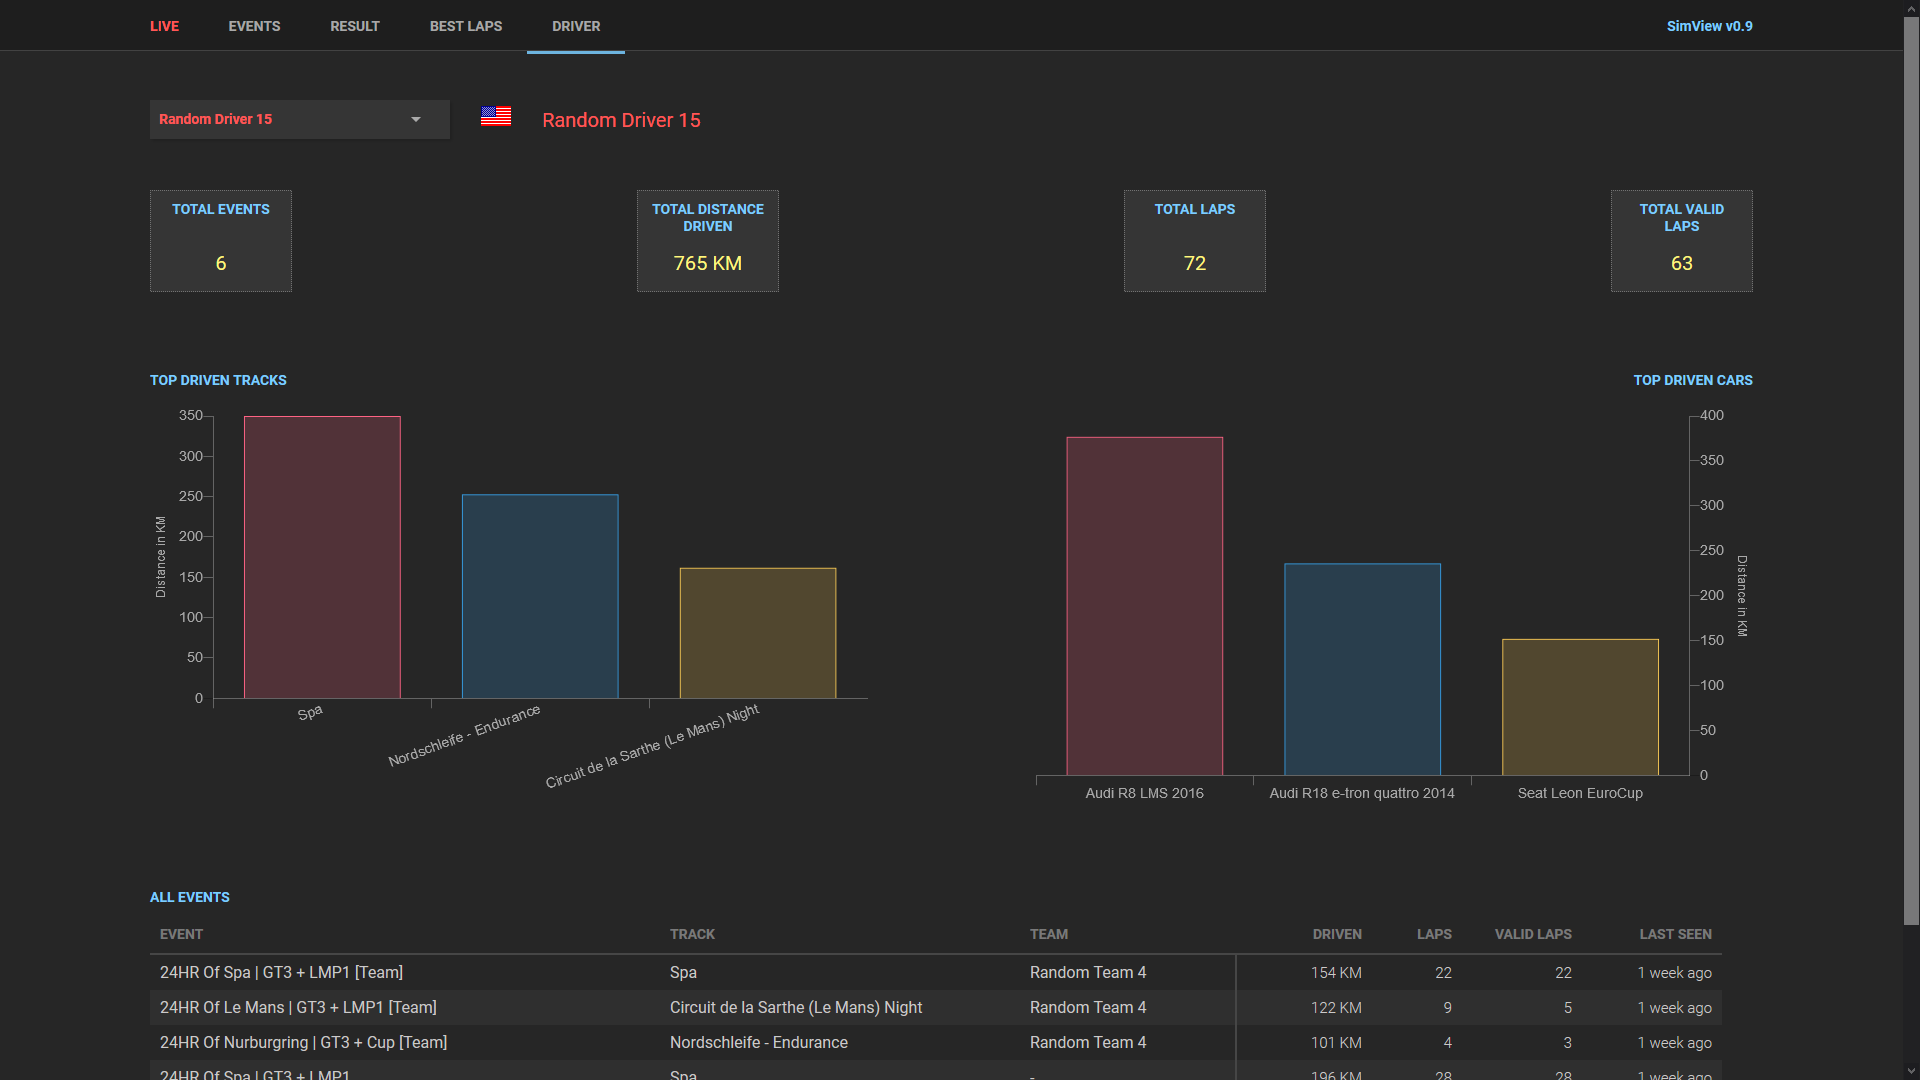 LIVE EVENTS RESULT BEST LAPS DRIVER SimView v0.9
Random Driver 15 Random Driver 15
TOTAL EVENTS
6
TOTAL DISTANCE
DRIVEN
765 KM
TOTAL LAPS
72
TOTAL VALID
LAPS
63
TOP DRIVEN TRACKS
350
300
250
200
150
100
50
0
Distance in KM
Spa
Nordschleife - Endurance
Circuit de la Sarthe (Le Mans) Night
TOP DRIVEN CARS
400
350
300
250
200
150
100
50
0
Distance in KM
Audi R8 LMS 2016
Audi R18 e-tron quattro 2014
Seat Leon EuroCup
ALL EVENTS
EVENT TRACK TEAM DRIVEN LAPS VALID LAPS LAST SEEN
24HR Of Spa | GT3 + LMP1 [Team] Spa Random Team 4 154 KM 22 22 1 week ago
24HR Of Le Mans | GT3 + LMP1 [Team] Circuit de la Sarthe (Le Mans) Night Random Team 4 122 KM 9 5 1 week ago
24HR Of Nurburgring | GT3 + Cup [Team] Nordschleife - Endurance Random Team 4 101 KM 4 3 1 week ago
24HR Of Spa | GT3 + LMP1 Spa - 196 KM 28 28 1 week ago